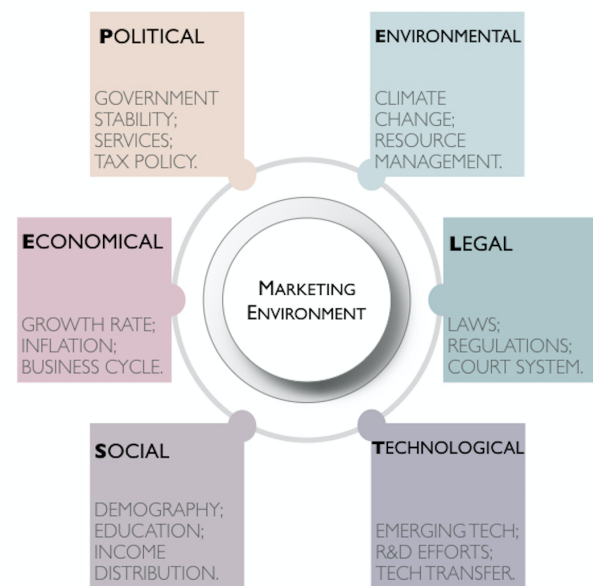 POLITICAL
GOVERNMENT
STABILITY;
SERVICES;
TAX POLICY.
ENVIRONMENTAL
CLIMATE
CHANGE;
RESOURCE
MANAGEMENT.
ECONOMICAL
GROWTH RATE;
INFLATION;
BUSINESS CYCLE.
MARKETING
ENVIRONMENT
LEGAL
LAWS;
REGULATIONS;
COURT SYSTEM.
SOCIAL
DEMOGRAPHY;
EDUCATION;
INCOME
DISTRIBUTION.
TECHNOLOGICAL
EMERGING TECH;
R&D EFFORTS;
TECH TRANSFER.